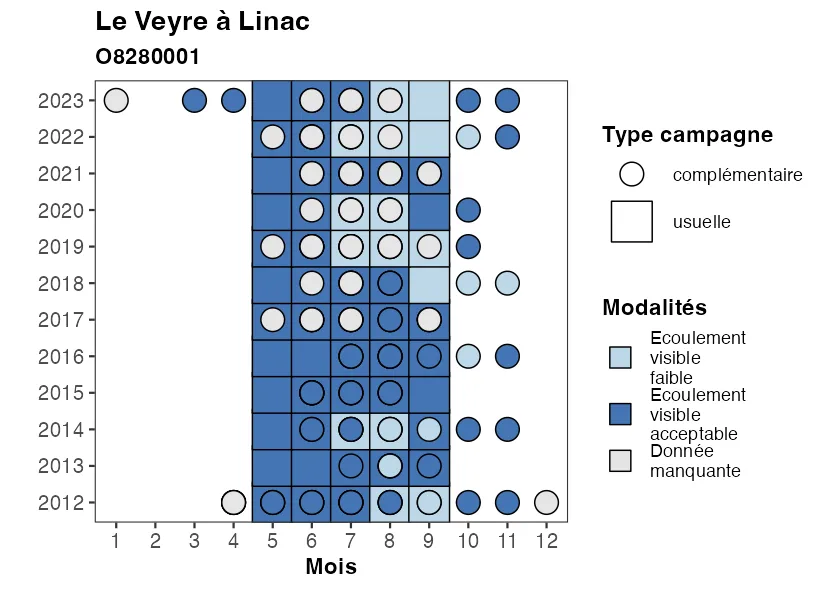 Le Veyre à Linac
O8280001
2023
2022
2021
2020
2019
2018
2017
2016
2015
2014
2013
2012
1 2 3 4 5 6 7 8 9 10 11 12
Mois
Type campagne
complémentaire
usuelle
Modalités
Ecoulement
visible
faible
Ecoulement
visible
acceptable
Donnée
manquante